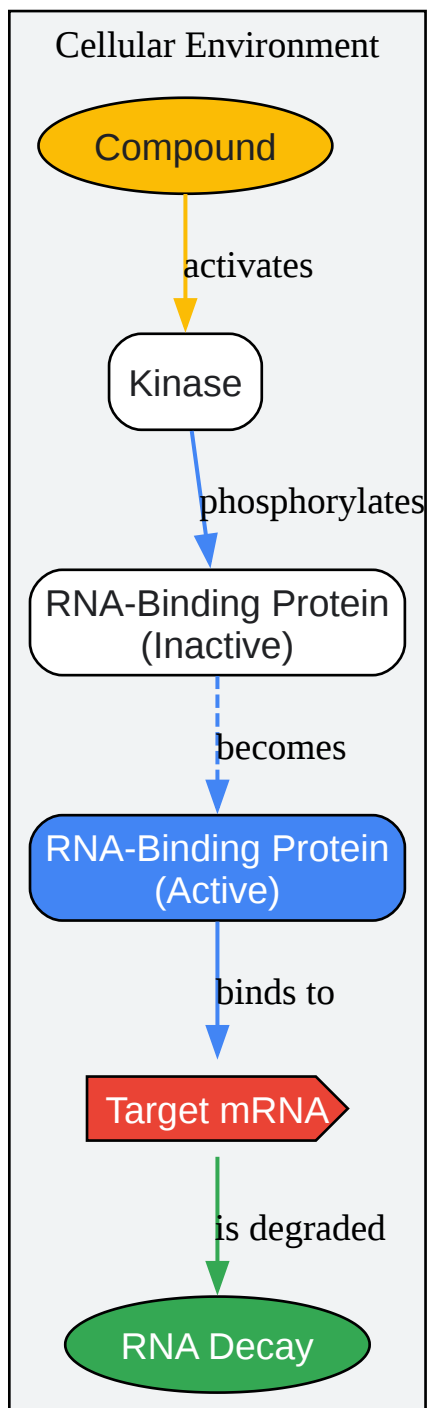 Cellular Environment
Compound
activates
Kinase
phosphorylates
RNA-Binding Protein
(Inactive)
becomes
RNA-Binding Protein
(Active)
binds to
Target mRNA
is degraded
RNA Decay